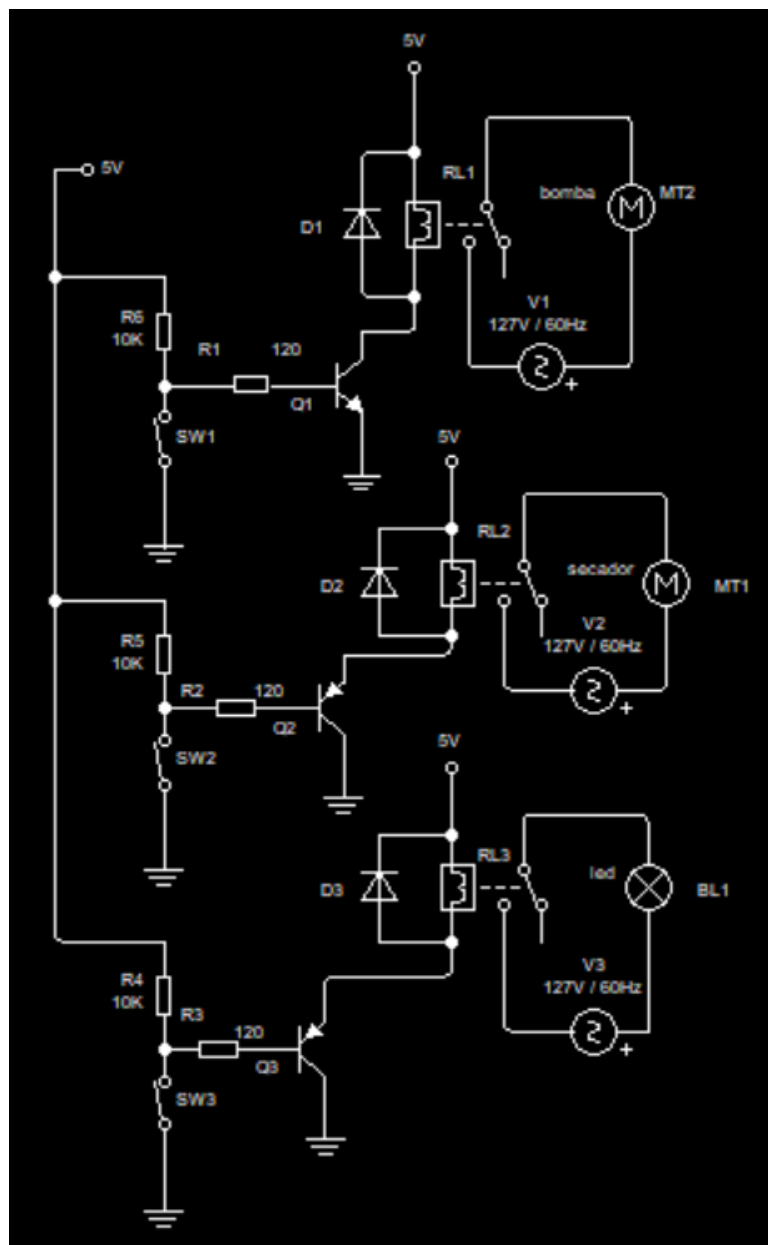 5V
5V
RL1
bomba
MT2
D1
V1
127V / 60Hz
+
R6
10K
R1
120
Q1
SW1
5V
RL2
secador
MT1
D2
V2
127V / 60Hz
+
R5
10K
R2
120
Q2
SW2
5V
RL3
led
BL1
D3
V3
127V / 60Hz
+
R4
10K
R3
120
Q3
SW3
M
M